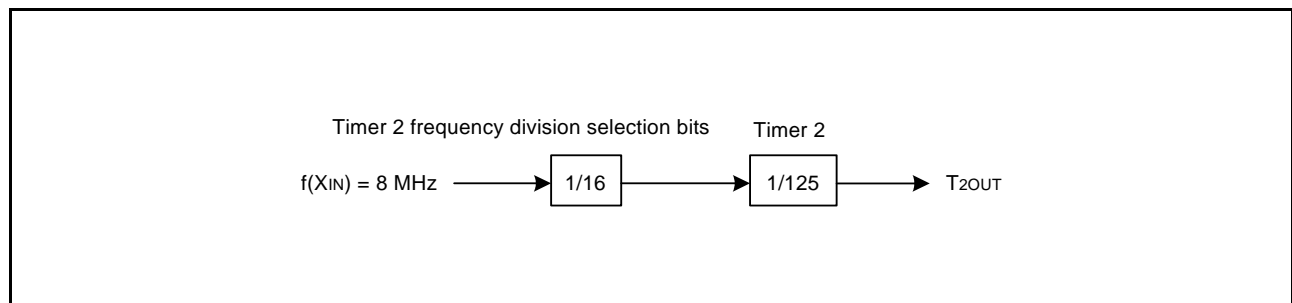 Timer 2 frequency division selection bits Timer 2
f(XIN) = 8 MHz 1/16 1/125 T2OUT